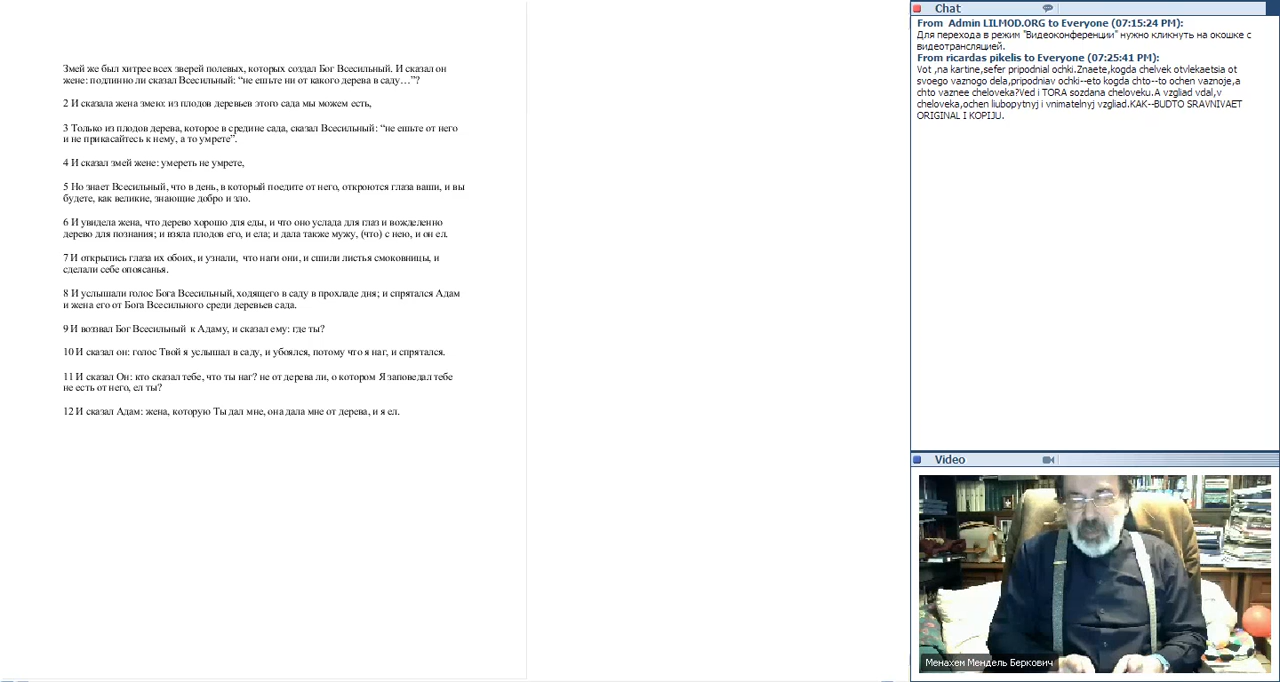 Змей же был хитрее всех зверей полевых, которых создал Бог Всесильный. И сказал он
жене: подлинно ли сказал Всесильный: “не ешьте ни от какого дерева в саду…”?
2 И сказала жена змею: из плодов деревьев этого сада мы можем есть,
3 Только из плодов дерева, которое в средине сада, сказал Всесильный: “не ешьте от него
и не прикасайтесь к нему, а то умрете”.
4 И сказал змей жене: умереть не умрете,
5 Но знает Всесильный, что в день, в который поедите от него, откроются глаза ваши, и вы
будете, как великие, знающие добро и зло.
6 И увидела жена, что дерево хорошо для еды, и что оно услада для глаз и вожделенно
дерево для познания; и взяла плодов его, и ела; и дала также мужу, (что) с нею, и он ел.
7 И открылись глаза их обоих, и узнали, что наги они, и сшили листья смоковницы, и
сделали себе опоясанья.
8 И услышали голос Бога Всесильный, ходящего в саду в прохладе дня; и спрятался Адам
и жена его от Бога Всесильного среди деревьев сада.
9 И воззвал Бог Всесильный к Адаму, и сказал ему: где ты?
10 И сказал он: голос Твой я услышал в саду, и убоялся, потому что я наг, и спрятался.
11 И сказал Он: кто сказал тебе, что ты наг? не от дерева ли, о котором Я заповедал тебе
не есть от него, ел ты?
12 И сказал Адам: жена, которую Ты дал мне, она дала мне от дерева, и я ел.
Chat
From Admin LILMOD.ORG to Everyone (07:15:24 PM):
Для перехода в режим "Видеоконференции" нужно кликнуть на окошке с
видеотрансляцией.
From ricardas pikelis to Everyone (07:25:41 PM):
Vot ,na kartine,sefer pripodnial ochki.Znaete,kogda chelvek otvlekaetsia ot
svoego vaznogo dela,pripodniav ochki--eto kogda chto--to ochen vaznoje,a
chto vaznee cheloveka?Ved i TORA sozdana cheloveku.A vzgliad vdal,v
cheloveka,ochen liubopytnyj i vnimatelnyj vzgliad.KAK--BUDTO SRAVNIVAET
ORIGINAL I KOPIJU.
Video
Менахем Мендель Беркович